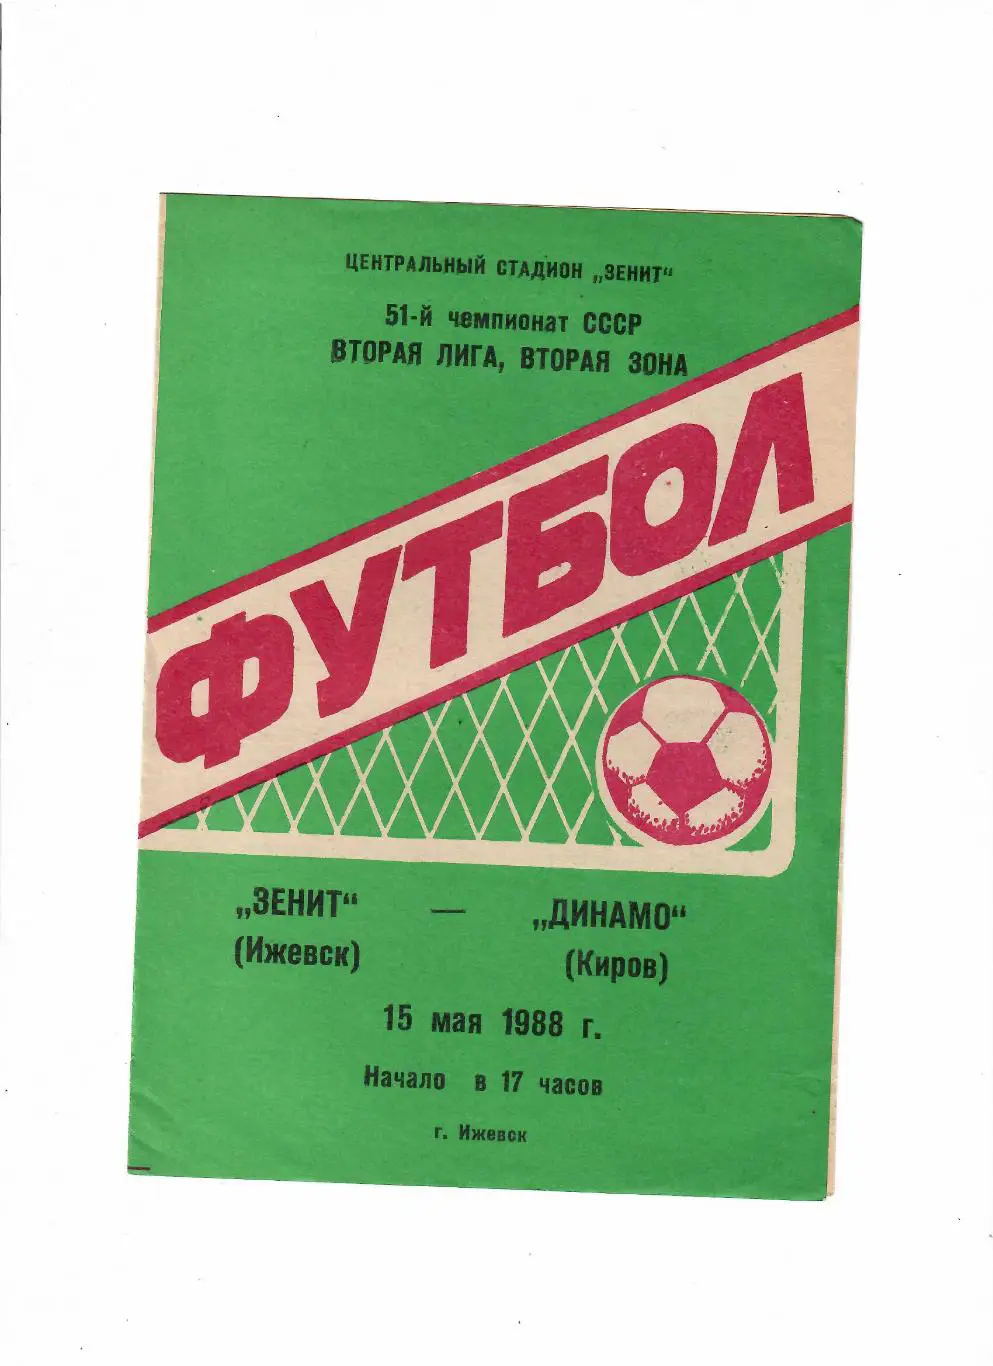 ЦЕНТРАЛЬНЫЙ СТАДИОН „ЗЕНИТ“
51-й чемпионат СССР
ВТОРАЯ ЛИГА, ВТОРАЯ ЗОНА
ФУТБОЛ
„ЗЕНИТ“ — „ДИНАМО“
(Ижевск) (Киров)
15 мая 1988 г.
Начало в 17 часов
г. Ижевск